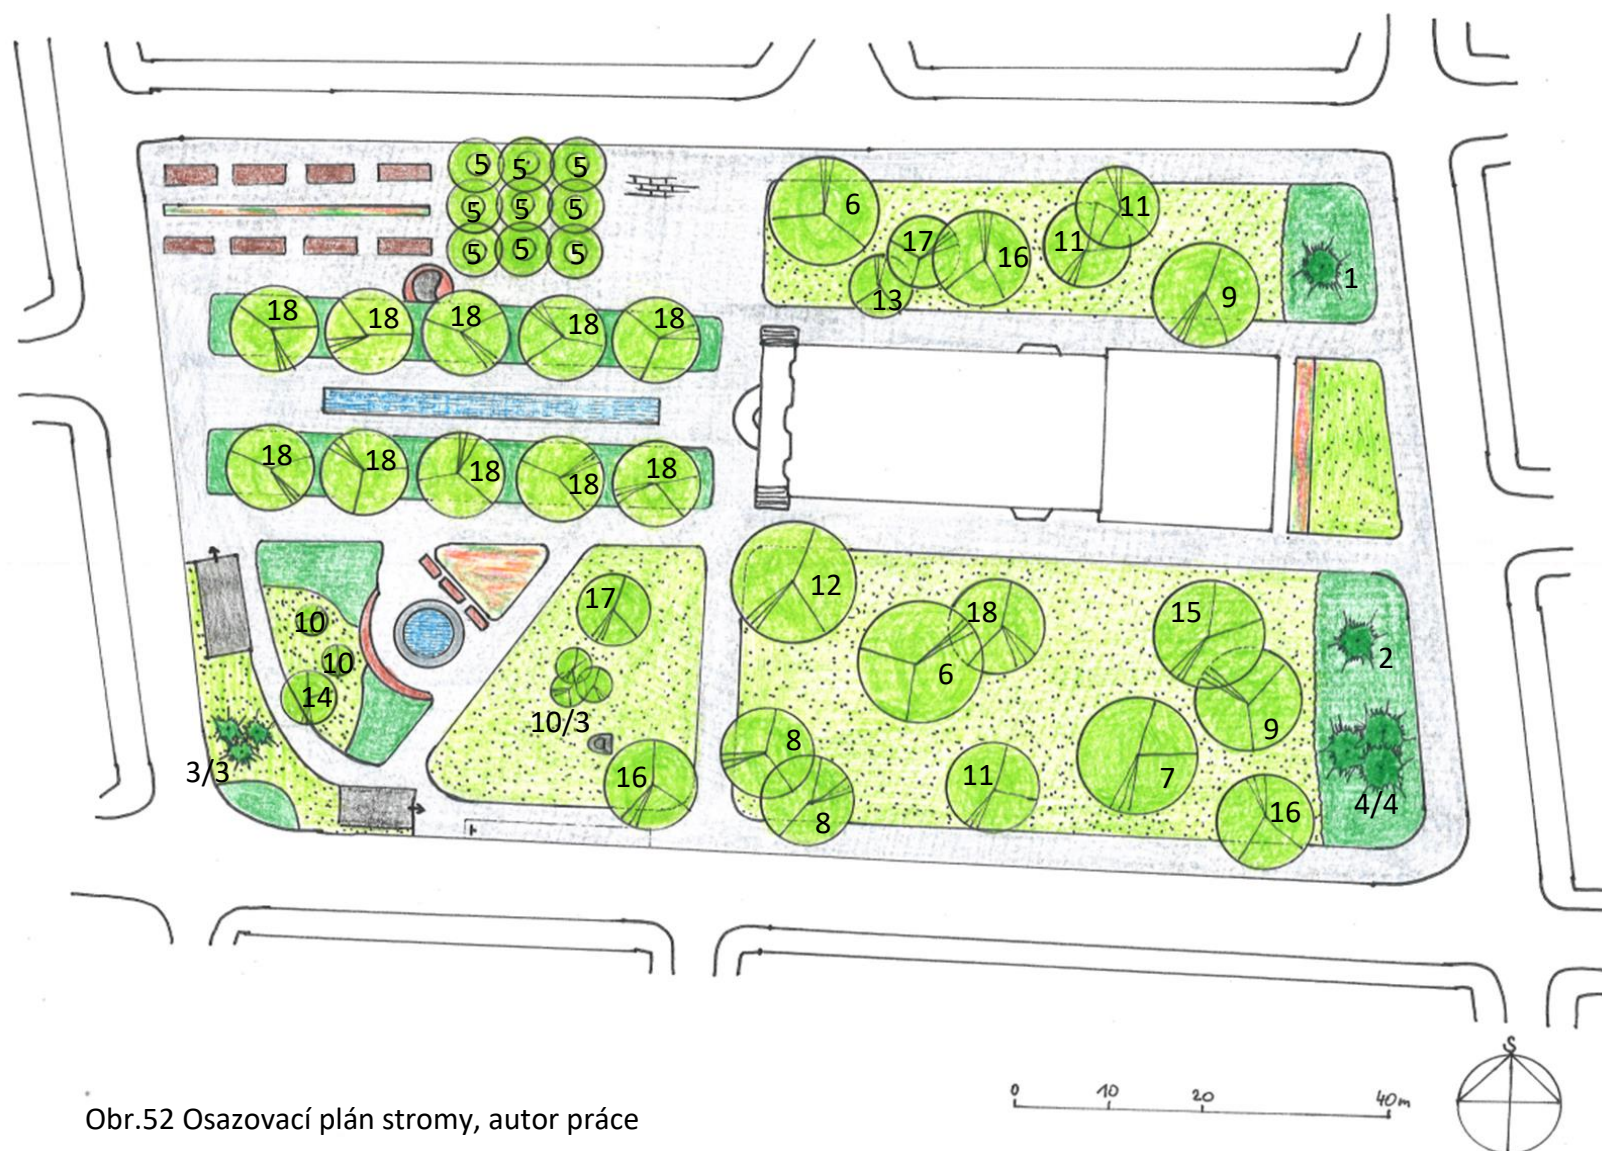 5 5 5
6 11
5 5 5
17 16 11
5 5 5
13 9 1
18 18 18 18 18
18 18 18 18 18
12
17 18 15
10
10 6 2
14
10/3 8 9
3/3 16 11 7
8 16 4/4
S
0 10 20 40m
Obr.52 Osazovací plán stromy, autor práce